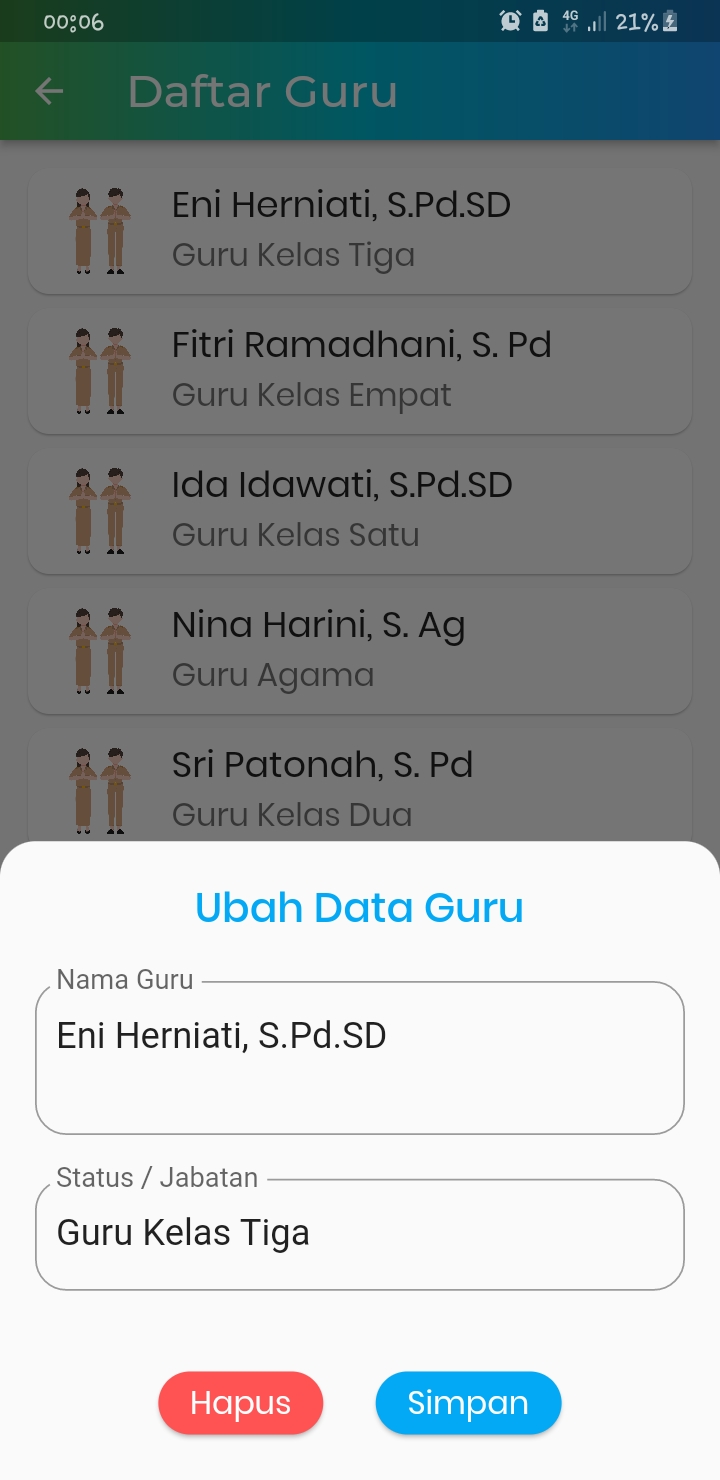 00:06
4G
21%
Daftar Guru
Eni Herniati, S.Pd.SD
Guru Kelas Tiga
Fitri Ramadhani, S. Pd
Guru Kelas Empat
Ida Idawati, S.Pd.SD
Guru Kelas Satu
Nina Harini, S. Ag
Guru Agama
Sri Patonah, S. Pd
Guru Kelas Dua
Ubah Data Guru
Nama Guru
Eni Herniati, S.Pd.SD
Status / Jabatan
Guru Kelas Tiga
Hapus
Simpan